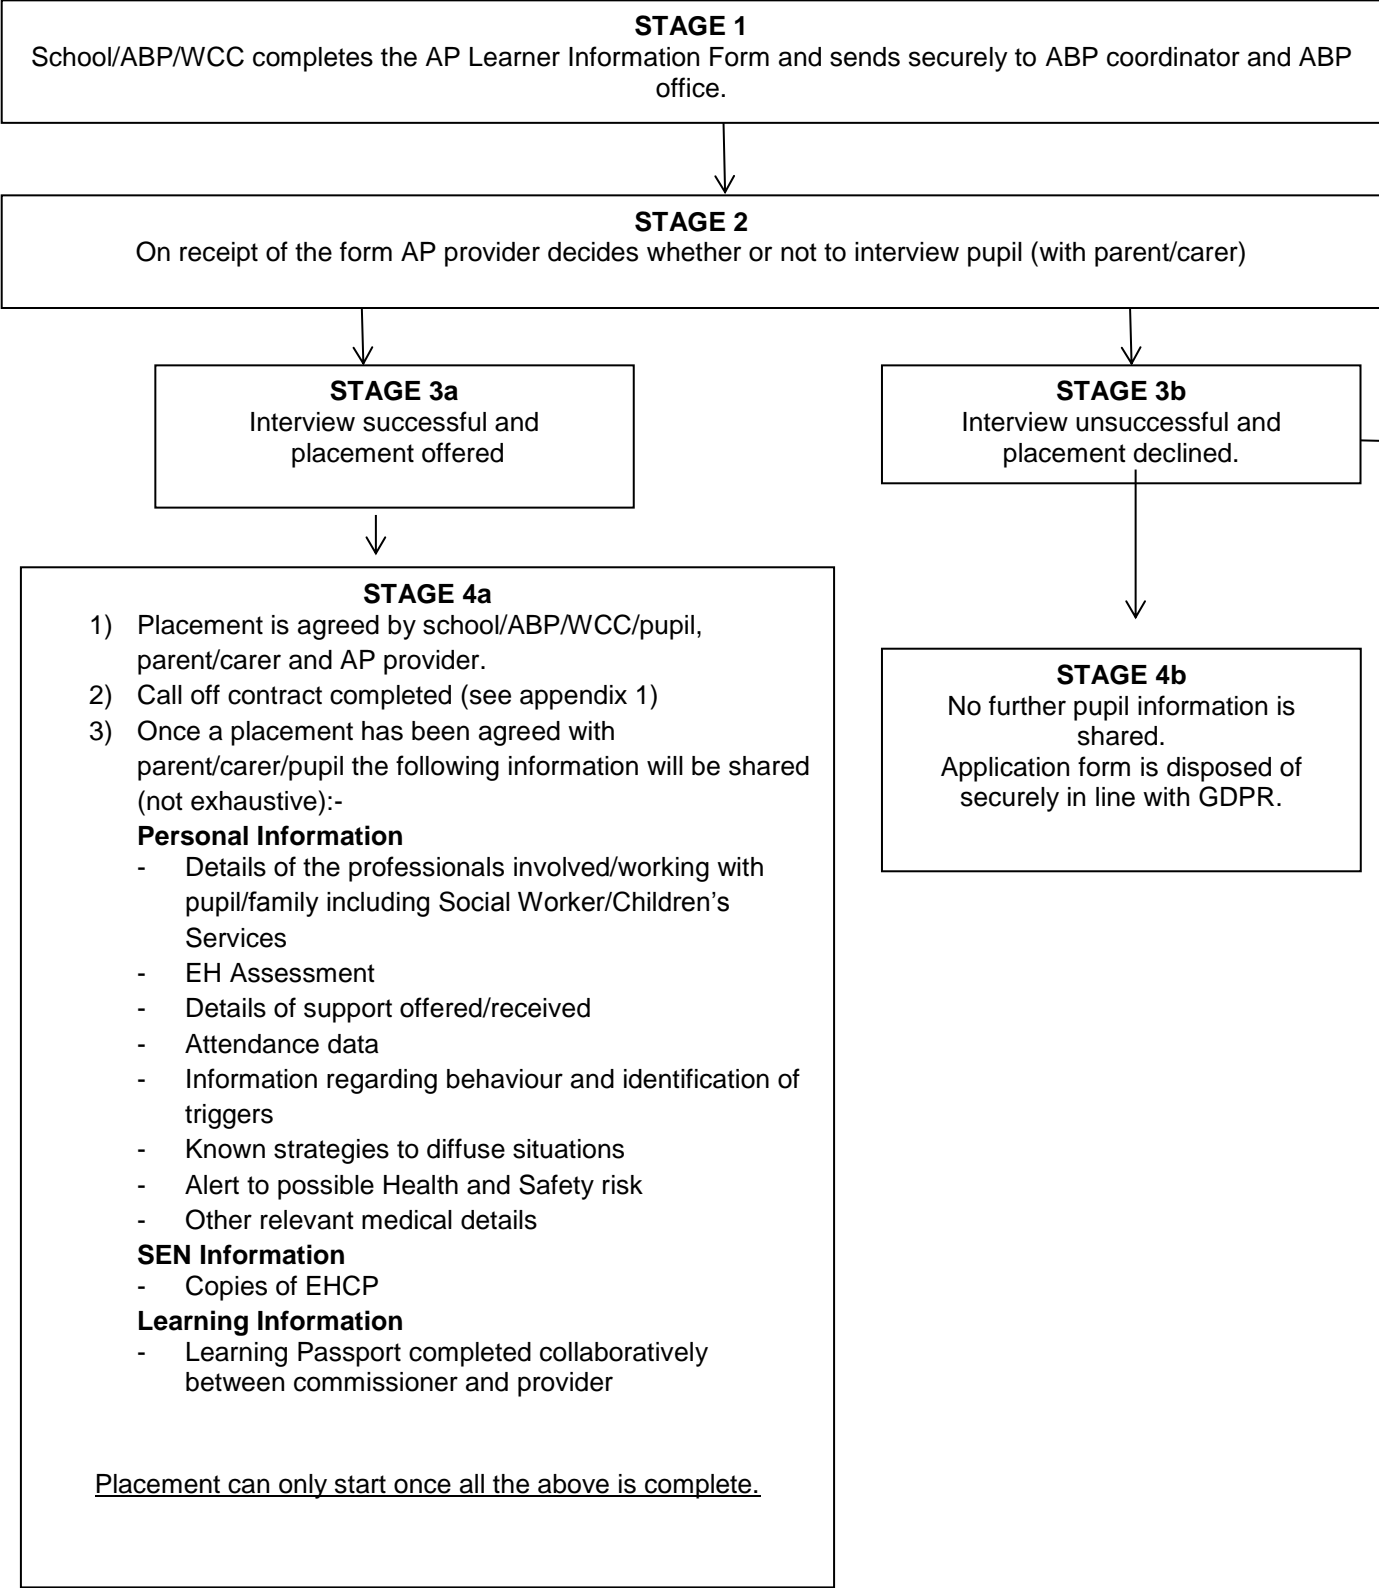 STAGE 1
School/ABP/WCC completes the AP Learner Information Form and sends securely to ABP coordinator and ABP
office.
STAGE 2
On receipt of the form AP provider decides whether or not to interview pupil (with parent/carer)
STAGE 3a
Interview successful and
placement offered
STAGE 3b
Interview unsuccessful and
placement declined.
STAGE 4a
1) Placement is agreed by school/ABP/WCC/pupil,
parent/carer and AP provider.
2) Call off contract completed (see appendix 1)
3) Once a placement has been agreed with
parent/carer/pupil the following information will be shared
(not exhaustive):-
Personal Information
- Details of the professionals involved/working with
pupil/family including Social Worker/Children’s
Services
- EH Assessment
- Details of support offered/received
- Attendance data
- Information regarding behaviour and identification of
triggers
- Known strategies to diffuse situations
- Alert to possible Health and Safety risk
- Other relevant medical details
SEN Information
- Copies of EHCP
Learning Information
- Learning Passport completed collaboratively
between commissioner and provider
Placement can only start once all the above is complete.
STAGE 4b
No further pupil information is
shared.
Application form is disposed of
securely in line with GDPR.